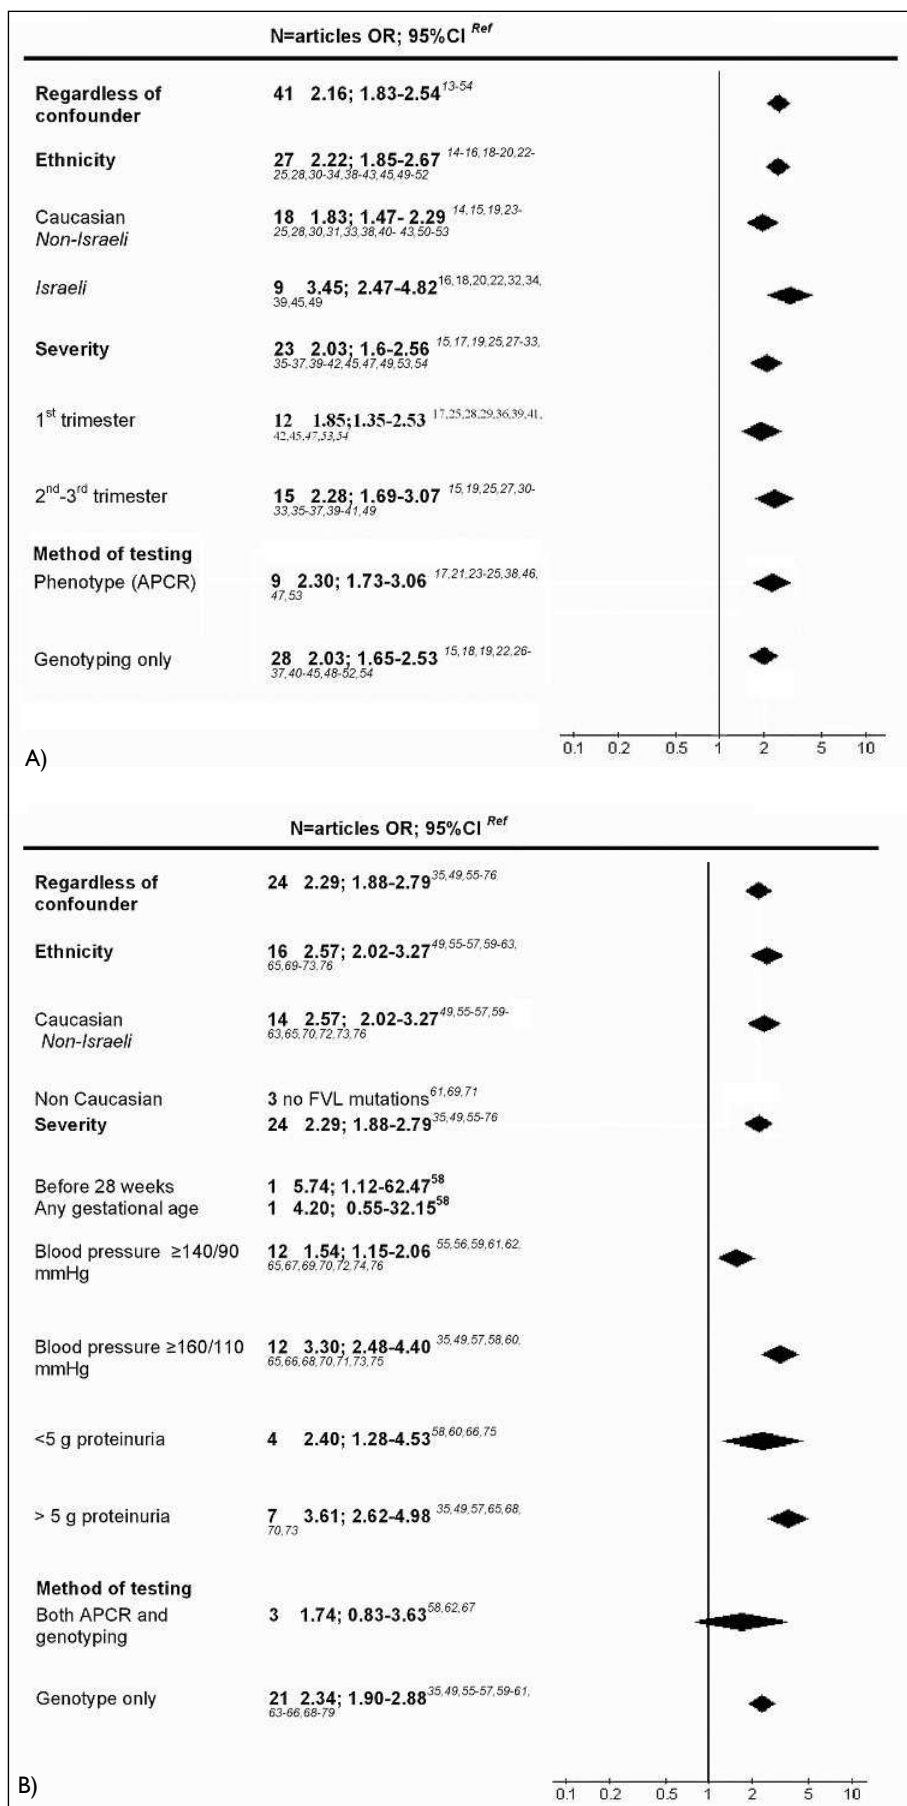 N=articles OR; 95%CI Ref
Regardless of 41 2.16; 1.83-2.54 13-54
confounder
Ethnicity 27 2.22; 1.85-2.67 14-16,18-20,22-
25,28,30-34,38-43,45,49-52
Caucasian 18 1.83; 1.47- 2.29 14,15,19,23-
Non-Israeli 25,28,30,31,33,38,40- 43,50-53
Israeli 9 3.45; 2.47-4.82 16,18,20,22,32,34,
39,45,49
Severity 23 2.03; 1.6-2.56 15,17,19,25,27-33,
35-37,39-42,45,47,49,53,54
1st trimester 12 1.85;1.35-2.53 17,25,28,29,36,39,41,
42,45,47,53,54
2nd-3rd trimester 15 2.28; 1.69-3.07 15,19,25,27,30-
33,35-37,39-41,49
Method of testing
Phenotype (APCR) 9 2.30; 1.73-3.06 17,21,23-25,38,46,
47,53
Genotyping only 28 2.03; 1.65-2.53 15,18,19,22,26-
37,40-45,48-52,54
0.1 0.2 0.5 1 2 5 10
A)
N=articles OR; 95%CI Ref
Regardless of 24 2.29; 1.88-2.79 35,49,55-76
confounder
Ethnicity 16 2.57; 2.02-3.27 49,55-57,59-63,
65,69-73,76
Caucasian 14 2.57; 2.02-3.27 49,55-57,59-
Non-Israeli 63,65,70,72,73,76
Non Caucasian 3 no FVL mutations 61,69,71
Severity 24 2.29; 1.88-2.79 35,49,55-76
Before 28 weeks 1 5.74; 1.12-62.47 58
Any gestational age 1 4.20; 0.55-32.15 58
Blood pressure ≥140/90 12 1.54; 1.15-2.06 55,56,59,61,62,
mmHg 65,67,69,70,72,74,76
Blood pressure ≥160/110 12 3.30; 2.48-4.40 35,49,57,58,60,
mmHg 65,66,68,70,71,73,75
<5 g proteinuria 4 2.40; 1.28-4.53 58,60,66,75
> 5 g proteinuria 7 3.61; 2.62-4.98 35,49,57,65,68,
70,73
Method of testing
Both APCR and 3 1.74; 0.83-3.63 58,62,67
genotyping
Genotype only 21 2.34; 1.90-2.88 35,49,55-57,59-61,
63-66,68-79
B)
0.1 0.2 0.5 1 2 5 10